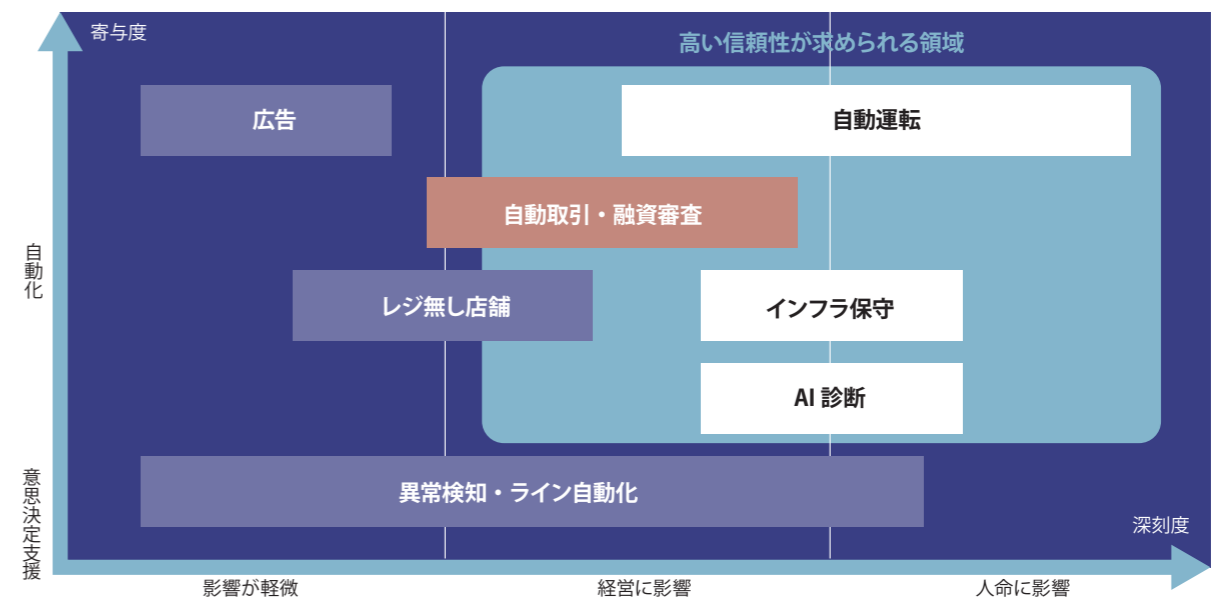 寄与度
高い信頼性が求められる領域
広告
自動運転
自動取引・融資審査
自動化
レジ無し店舗
インフラ保守
AI 診断
意思決定支援
異常検知・ライン自動化
深刻度
影響が軽微
経営に影響
人命に影響